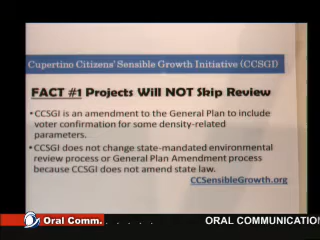 Cupertino Citizens' Sensible Growth Initiative (CCSGI)
FACT #1 Projects Will NOT Skip Review
• CCSGI is an amendment to the General Plan to include
voter confirmation for some density-related
parameters.
• CCSGI does not change state-mandated environmental
review process or General Plan Amendment process
because CCSGI does not amend state law.
CCSensibleGrowth.org
Oral Comm. . . . . .
ORAL COMMUNICATION